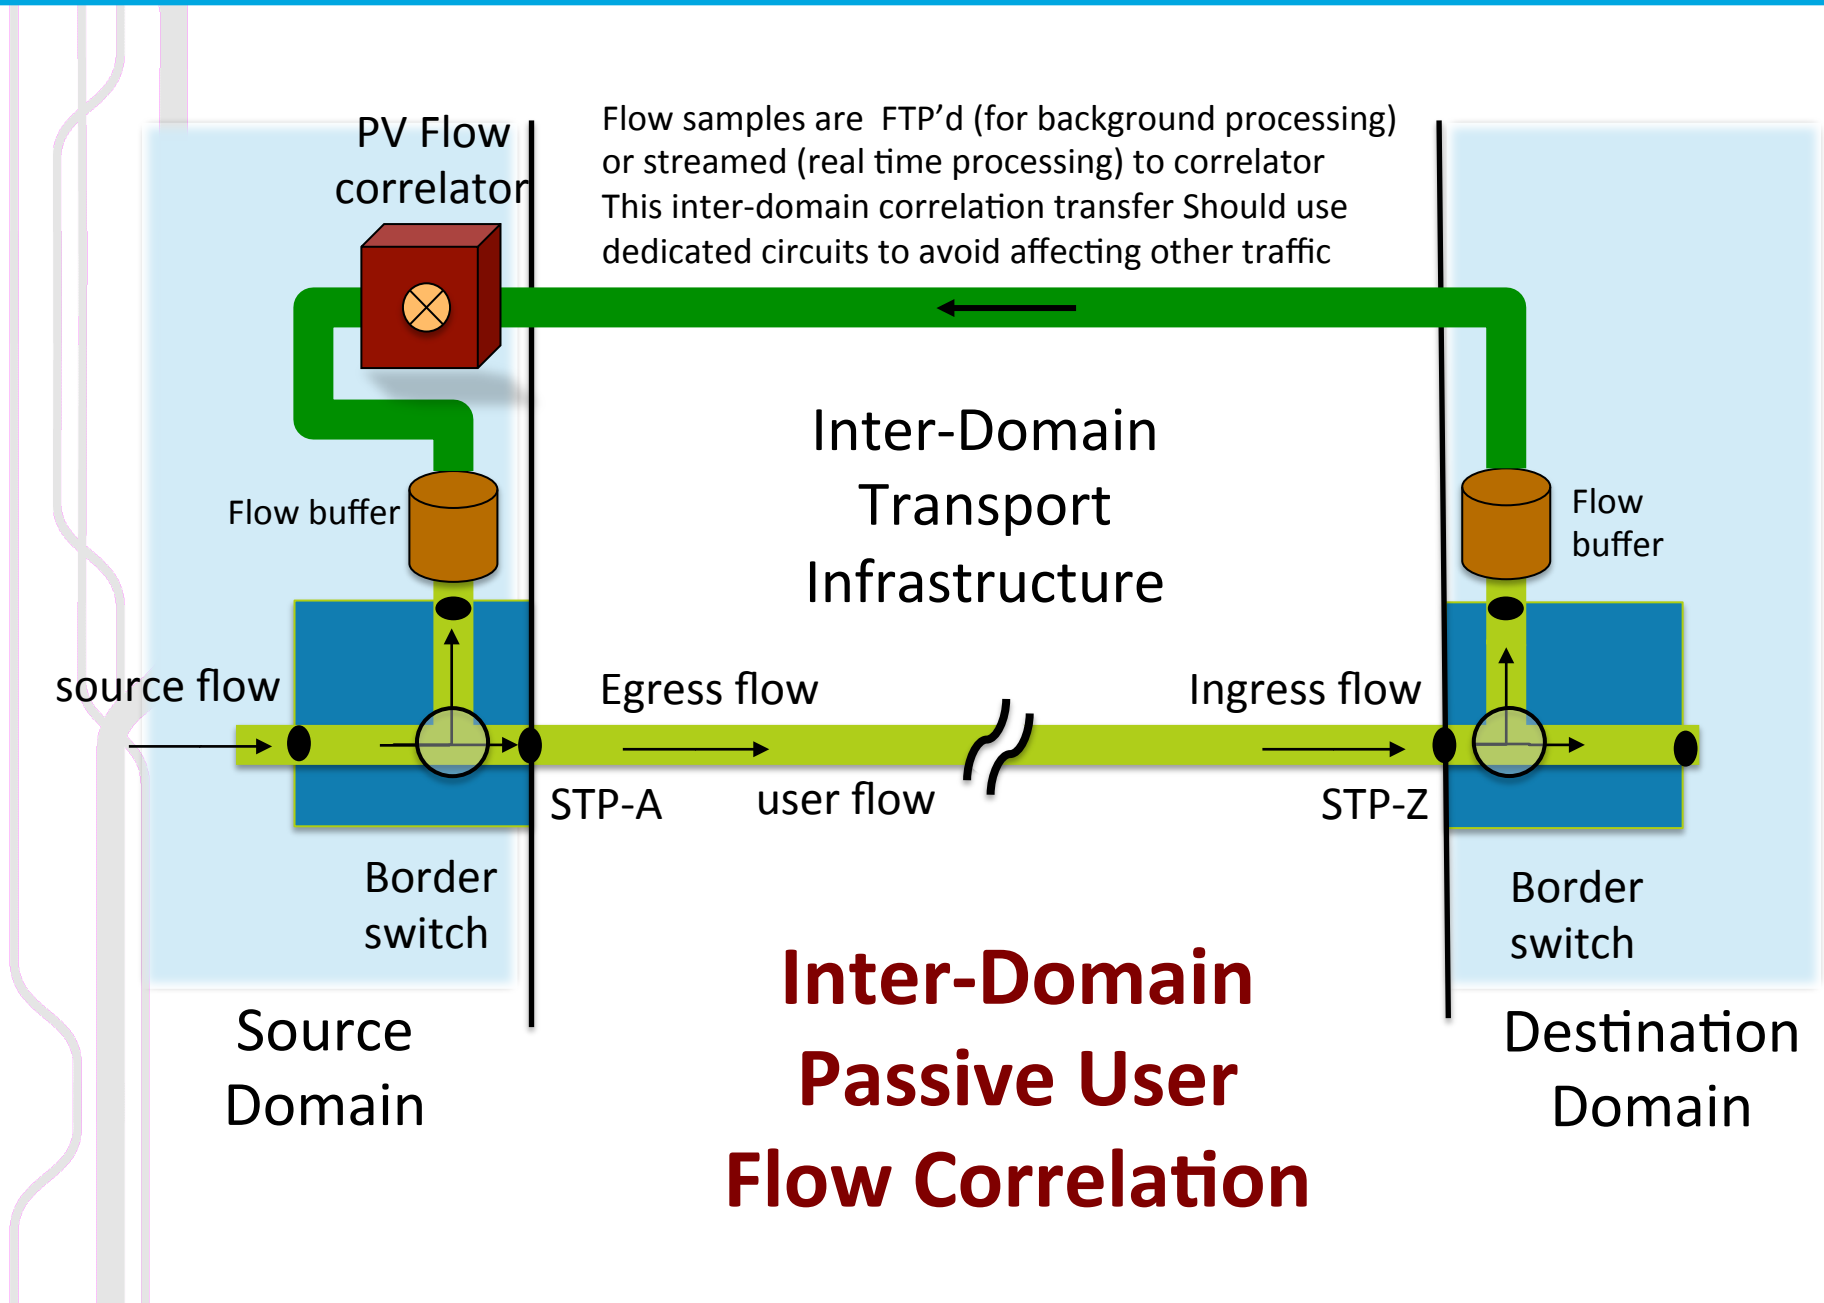 PV Flow
correlator
Flow samples are  FTP’d (for background processing)
or streamed (real time processing) to correlator
This inter-domain correlation transfer Should use
dedicated circuits to avoid affecting other traffic
Inter-Domain
Transport
Infrastructure
Flow buffer
Flow
buffer
source flow
Egress flow
Ingress flow
STP-A
user flow
STP-Z
Border
switch
Border
switch
Source
Domain
Inter-Domain
Passive User
Flow Correlation
Destination
Domain